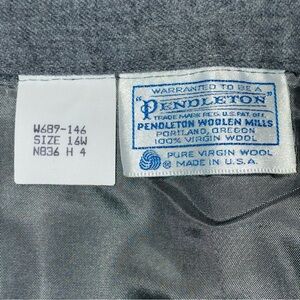 W689-146
SIZE 16W
N836 H 4
WARRANTED TO BE A
"PENDLETON"
TRADE MARK REG. U.S. PAT. OFF.
PENDLETON WOOLEN MILLS
PORTLAND, OREGON
100% VIRGIN WOOL
PURE VIRGIN WOOL
® MADE IN U.S.A.